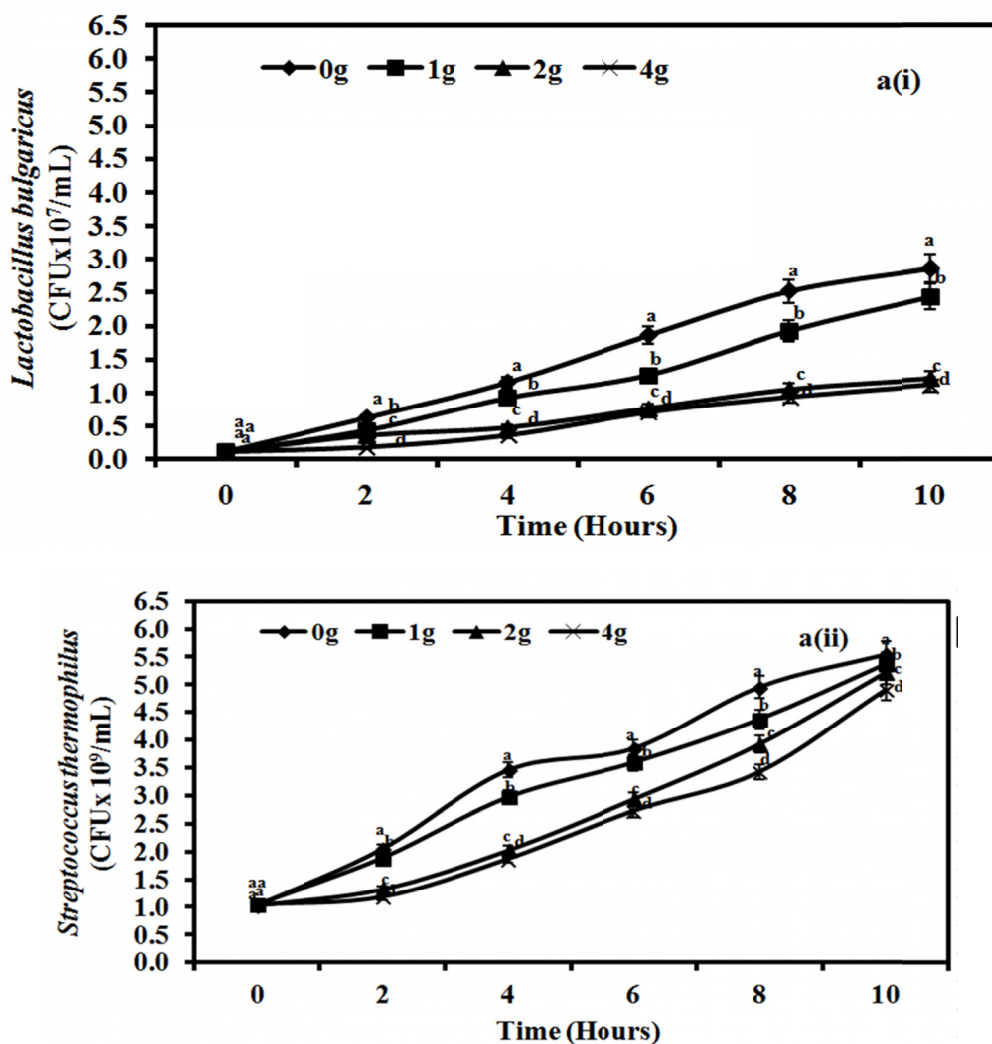 0g 1g 2g 4g
a(i)
Lactobacillus bulgaricus
(CFUx10⁷/mL)
6.5
6.0
5.5
5.0
4.5
4.0
3.5
3.0
2.5
2.0
1.5
1.0
0.5
0.0
a a a a
a b c d
a b c d
a b c d
a b c d
a b c d
0 2 4 6 8 10
Time (Hours)
0g 1g 2g 4g
a(ii)
Streptococcus thermophilus
(CFUx 10⁹/mL)
6.5
6.0
5.5
5.0
4.5
4.0
3.5
3.0
2.5
2.0
1.5
1.0
0.5
0.0
aa
aa
a b c d
a b c d
a b c d
a b c d
a b c d
0 2 4 6 8 10
Time (Hours)